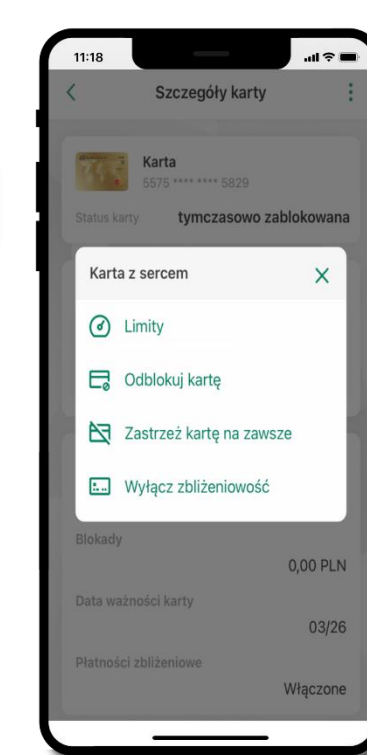 11:18
Szczegóły karty
Karta
5575 **** **** 5829
Status karty tymczasowo zablokowana
Karta z sercem
Limity
Odblokuj kartę
Zastrzeż kartę na zawsze
Wyłącz zbliżeniowość
Blokady
0,00 PLN
Data ważności karty
03/26
Płatności zbliżeniowe
Włączone